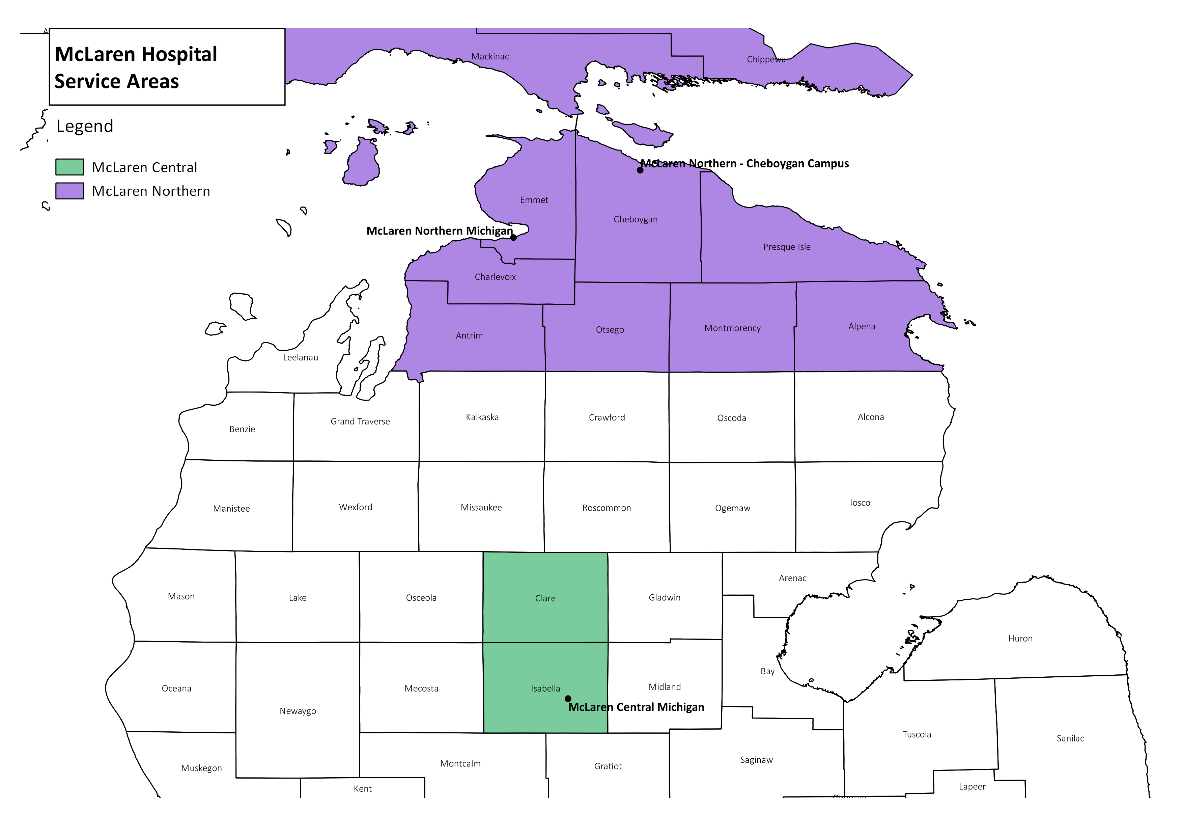 McLaren Hospital
Service Areas
Legend
McLaren Central
McLaren Northern
Mackinac
Chippewa
McLaren Northern - Cheboygan Campus
Emmet
Cheboygan
McLaren Northern Michigan
Presque Isle
Charlevoix
Antrim
Otsego
Montmorency
Alpena
Leelanau
Benzie
Grand Traverse
Kalkaska
Crawford
Oscoda
Alcona
Manistee
Wexford
Missaukee
Roscommon
Ogemaw
Iosco
Mason
Lake
Osceola
Clare
Gladwin
Arenac
Huron
Oceana
Newaygo
Mecosta
Isabella
Midland
Bay
McLaren Central Michigan
Tuscola
Sanilac
Muskegon
Montcalm
Gratiot
Saginaw
Kent
Lapeer